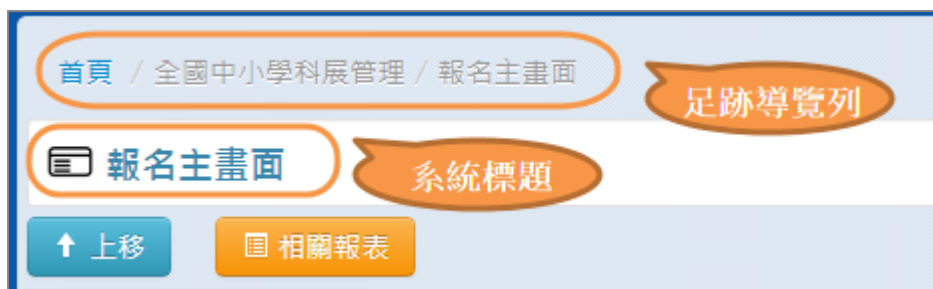 首頁 / 全國中小學科展管理 / 報名主畫面
足跡導覽列
報名主畫面
系統標題
上移
相關報表